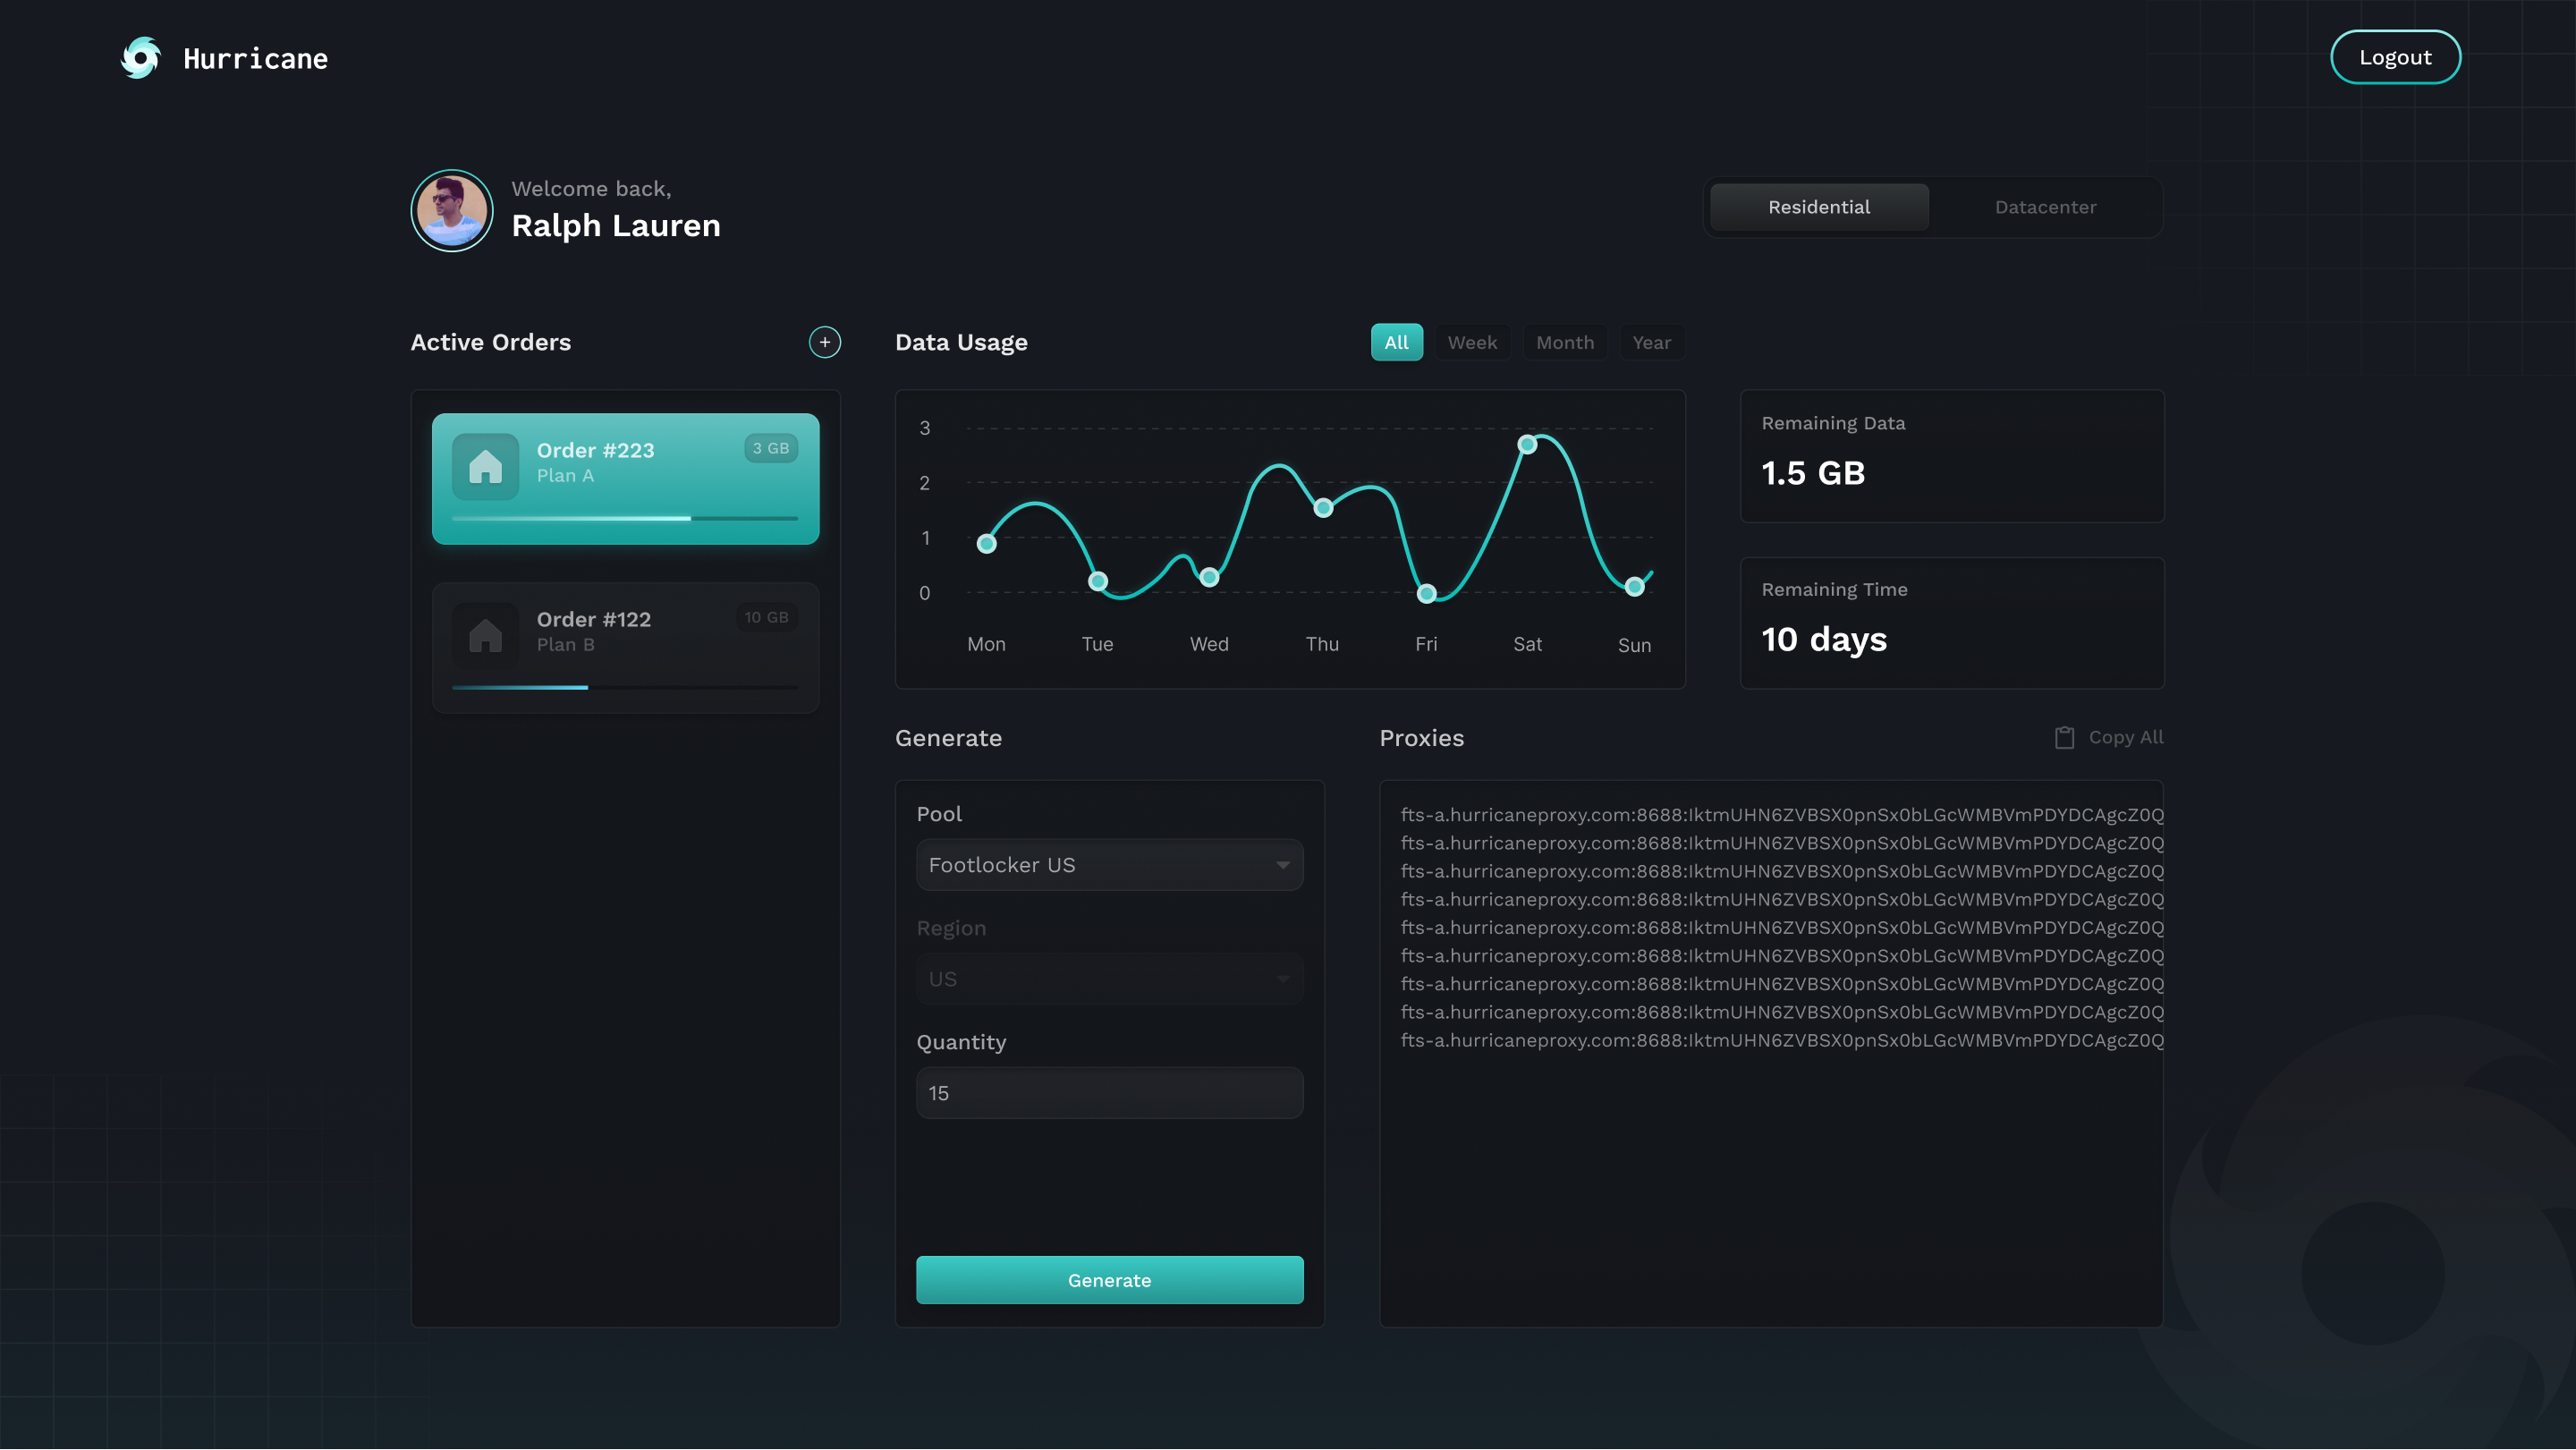 Hurricane
Logout
Welcome back,
Ralph Lauren
Residential
Datacenter
Active Orders
+
Order #223
3 GB
Plan A
Order #122
10 GB
Plan B
Data Usage
All
Week
Month
Year
3
2
1
0
Mon
Tue
Wed
Thu
Fri
Sat
Sun
Remaining Data
1.5 GB
Remaining Time
10 days
Generate
Pool
Footlocker US
Region
US
Quantity
15
Generate
Proxies
Copy All
fts-a.hurricaneproxy.com:8688:IktmUHN6ZVBSX0pnSx0bLGcWMBVmPDYDCAgcZ0Q
fts-a.hurricaneproxy.com:8688:IktmUHN6ZVBSX0pnSx0bLGcWMBVmPDYDCAgcZ0Q
fts-a.hurricaneproxy.com:8688:IktmUHN6ZVBSX0pnSx0bLGcWMBVmPDYDCAgcZ0Q
fts-a.hurricaneproxy.com:8688:IktmUHN6ZVBSX0pnSx0bLGcWMBVmPDYDCAgcZ0Q
fts-a.hurricaneproxy.com:8688:IktmUHN6ZVBSX0pnSx0bLGcWMBVmPDYDCAgcZ0Q
fts-a.hurricaneproxy.com:8688:IktmUHN6ZVBSX0pnSx0bLGcWMBVmPDYDCAgcZ0Q
fts-a.hurricaneproxy.com:8688:IktmUHN6ZVBSX0pnSx0bLGcWMBVmPDYDCAgcZ0Q
fts-a.hurricaneproxy.com:8688:IktmUHN6ZVBSX0pnSx0bLGcWMBVmPDYDCAgcZ0Q
fts-a.hurricaneproxy.com:8688:IktmUHN6ZVBSX0pnSx0bLGcWMBVmPDYDCAgcZ0Q